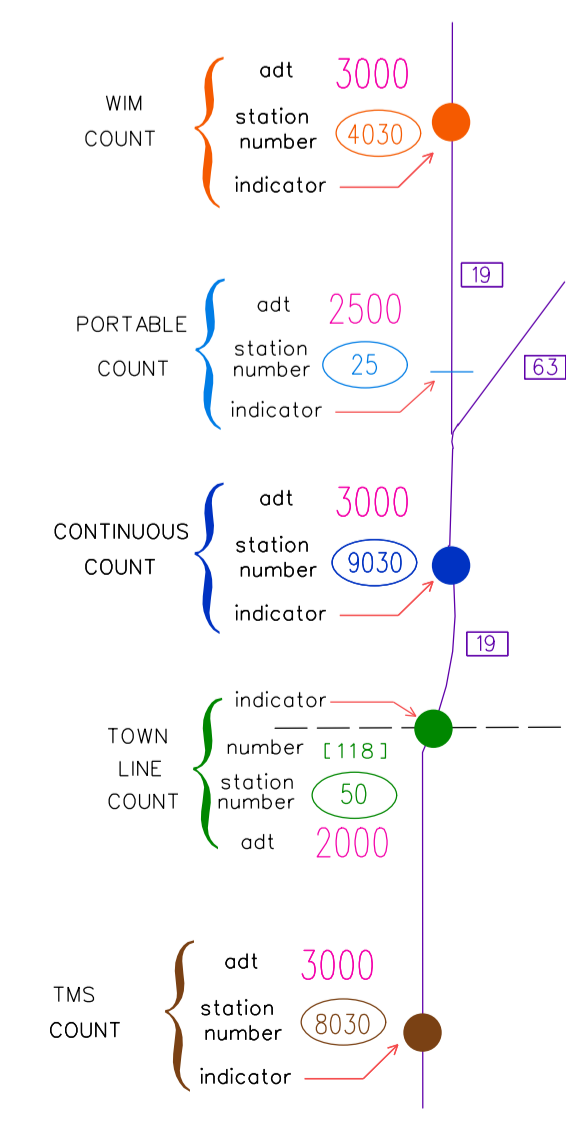 WIM
COUNT
adt 3000
station
number 4030
indicator
19
PORTABLE
COUNT
adt 2500
station
number 25
indicator
63
CONTINUOUS
COUNT
adt 3000
station
number 9030
indicator
19
TOWN
LINE
COUNT
indicator
number [118]
station
number 50
adt 2000
TMS
COUNT
adt 3000
station
number 8030
indicator